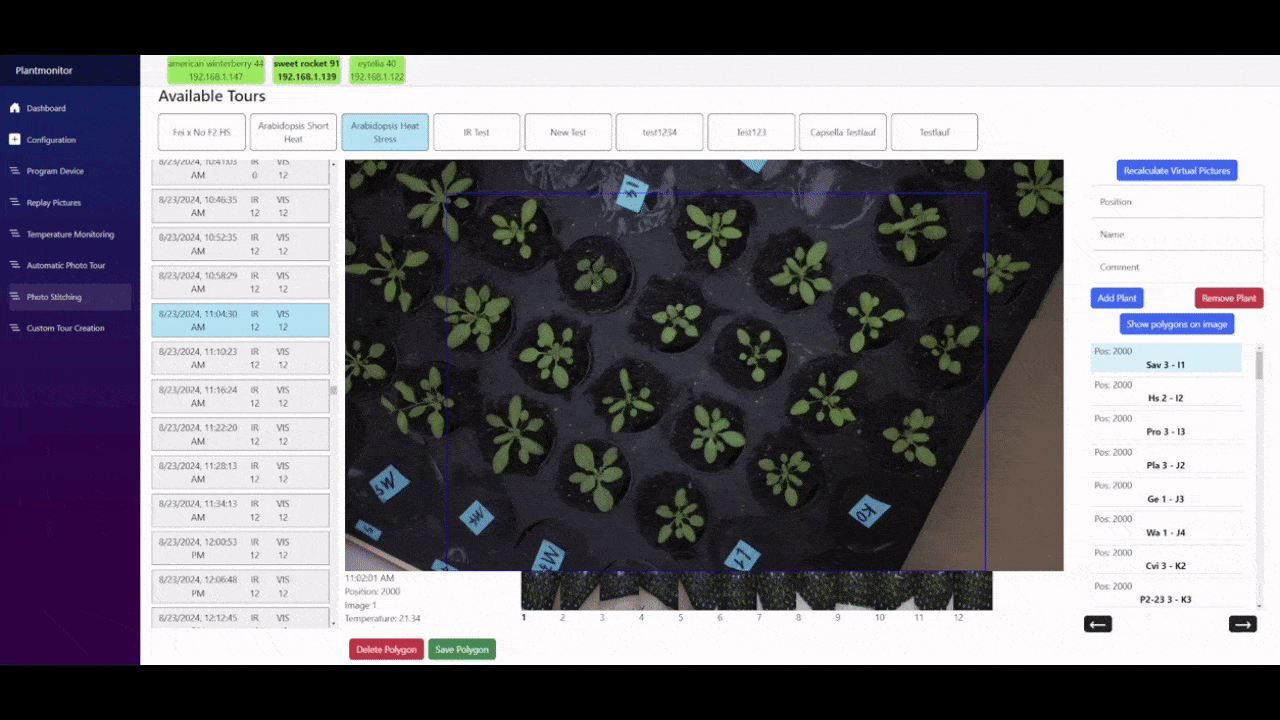 Plantmonitor
Dashboard
Configuration
Program Device
Replay Pictures
Temperature Monitoring
Automatic Photo Tour
Photo Stitching
Custom Tour Creation
american winterberry 44
192.168.1.147
sweet rocket 91
192.168.1.139
eytelia 40
192.168.1.122
Available Tours
Fei x No F2 HS
Arabidopsis Short
Heat
Arabidopsis Heat
Stress
IR Test
New Test
test1234
Test123
Capsella Testlauf
Testlauf
8/23/2024, 10:41:03 IR VIS
AM 0 12
8/23/2024, 10:46:35 IR VIS
AM 12 12
8/23/2024, 10:52:35 IR VIS
AM 12 12
8/23/2024, 10:58:29 IR VIS
AM 12 12
8/23/2024, 11:04:30 IR VIS
AM 12 12
8/23/2024, 11:10:23 IR VIS
AM 12 12
8/23/2024, 11:16:24 IR VIS
AM 12 12
8/23/2024, 11:22:20 IR VIS
AM 12 12
8/23/2024, 11:28:13 IR VIS
AM 12 12
8/23/2024, 11:34:13 IR VIS
AM 12 12
8/23/2024, 12:00:53 IR VIS
PM 12 12
8/23/2024, 12:06:48 IR VIS
PM 12 12
8/23/2024, 12:12:45 IR VIS
11:02:01 AM
Position: 2000
Image 1
Temperature: 21.34
1 2 3 4 5 6 7 8 9 10 11 12
Delete Polygon
Save Polygon
Recalculate Virtual Pictures
Position
Name
Comment
Add Plant
Remove Plant
Show polygons on image
Pos: 2000
Sav 3 - I1
Pos: 2000
Hs 2 - I2
Pos: 2000
Pro 3 - I3
Pos: 2000
Pla 3 - J2
Pos: 2000
Ge 1 - J3
Pos: 2000
Wa 1 - J4
Pos: 2000
Cvi 3 - K2
Pos: 2000
P2-23 3 - K3